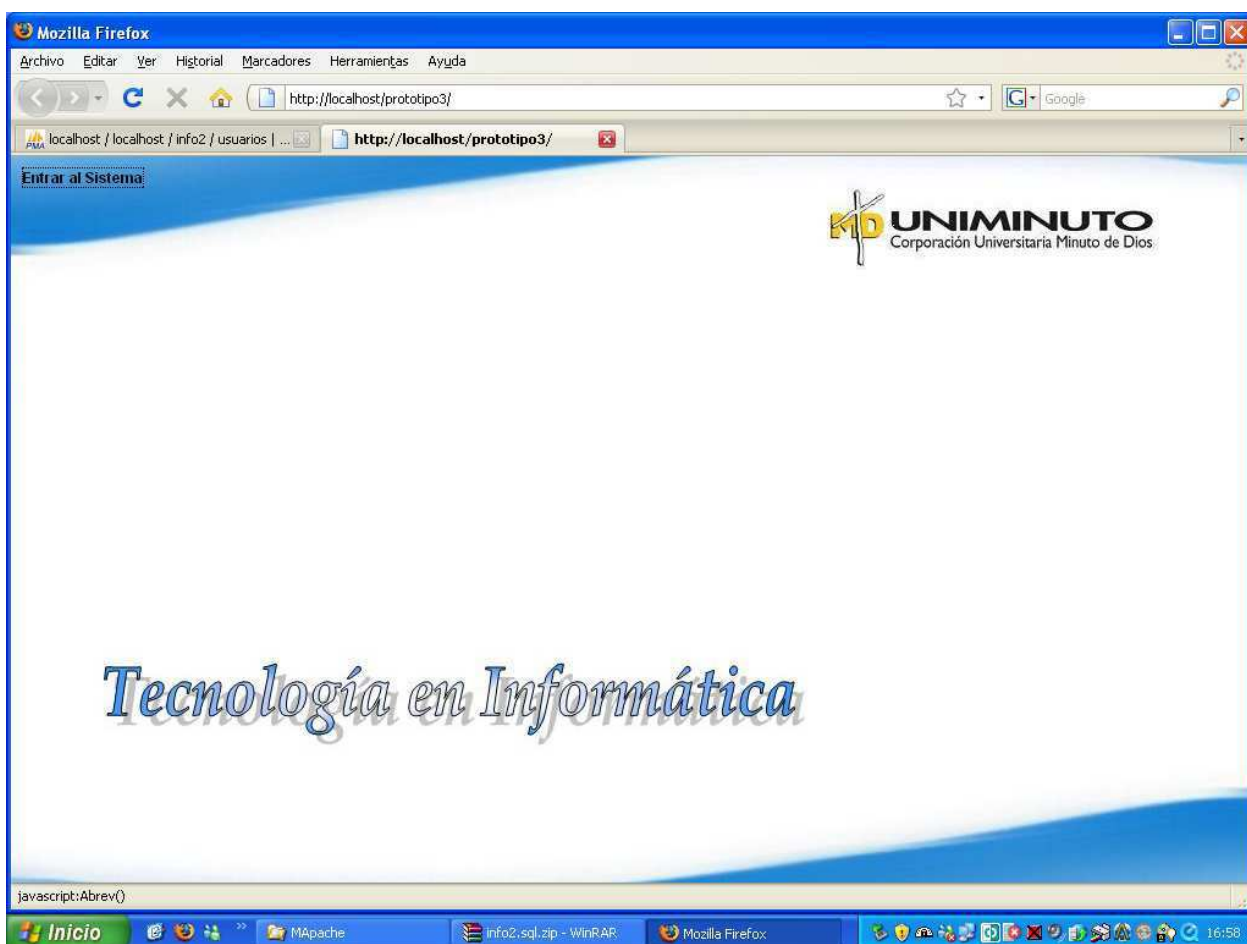 Mozilla Firefox
Archivo Editar Ver Historial Marcadores Herramientas Ayuda
http://localhost/prototipo3/
Google
PMA localhost / localhost / info2 / usuarios | ...
http://localhost/prototipo3/
Entrar al Sistema
MD UNIMINUTO
Corporación Universitaria Minuto de Dios
Tecnología en Informática
javascript:Abrev()
Inicio
MApache
info2.sql.zip - WinRAR
Mozilla Firefox
16:58